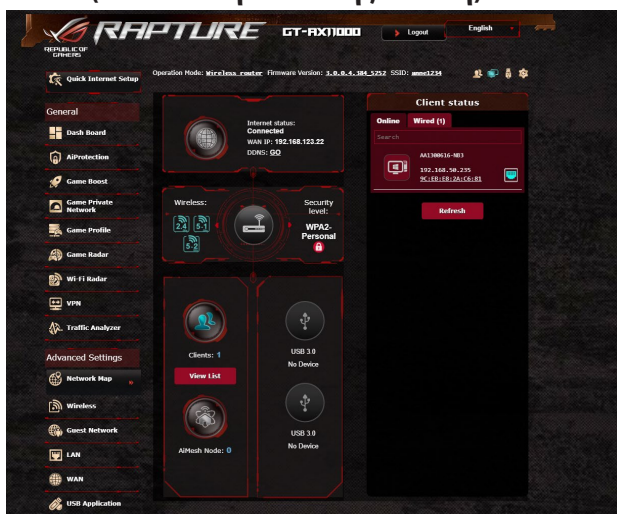 REPUBLIC OF
GAMERS
RAPTURE
GT-AX11000
Logout
English
Quick Internet Setup
Operation Mode: Wireless router Firmware Version: 3.0.0.4.384_5252 SSID: anne1234
General
Dash Board
AiProtection
Game Boost
Game Private
Network
Game Profile
Game Radar
Wi-Fi Radar
VPN
Traffic Analyzer
Advanced Settings
Network Map
Wireless
Guest Network
LAN
WAN
USB Application
Internet status:
Connected
WAN IP: 192.168.123.22
DDNS: GO
Wireless:
2.4 5-1
5-2
Security
level:
WPA2-
Personal
Clients: 1
View List
AiMesh Node: 0
USB 3.0
No Device
USB 3.0
No Device
Client status
Online Wired (1)
Search
AA1300616-NB3
192.168.50.235
9C:EB:E8:2A:C6:81
Refresh